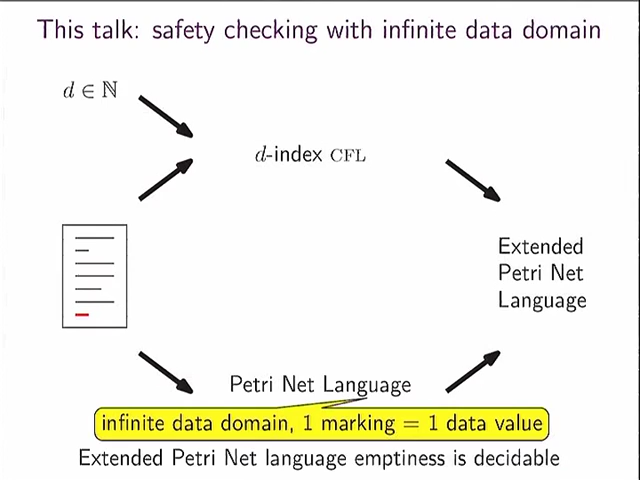 This talk: safety checking with infinite data domain
d ∈ ℕ
d-index CFL
Extended
Petri Net
Language
Petri Net Language
infinite data domain, 1 marking = 1 data value
Extended Petri Net language emptiness is decidable